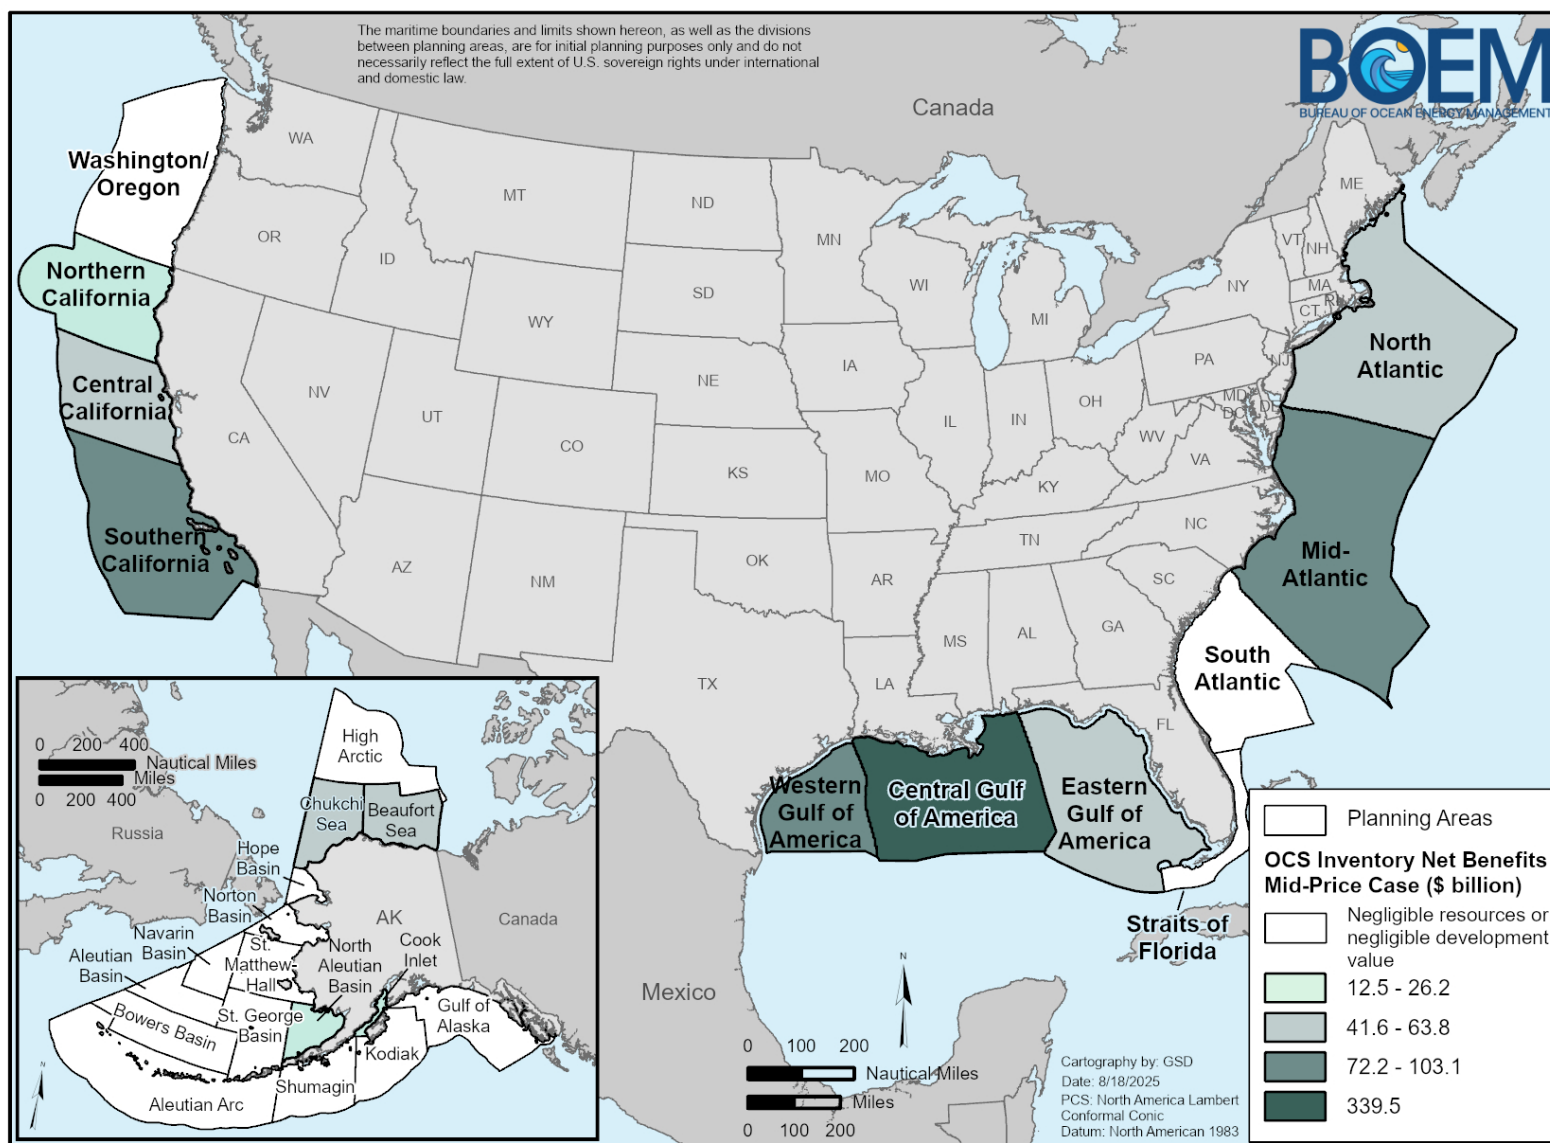 The maritime boundaries and limits shown hereon, as well as the divisions
between planning areas, are for initial planning purposes only and do not
necessarily reflect the full extent of U.S. sovereign rights under international
and domestic law.
BOEM
BUREAU OF OCEAN ENERGY MANAGEMENT
Canada
Washington/
Oregon
Northern
California
Central
California
Southern
California
WA
OR
CA
NV
ID
MT
WY
UT
AZ
CO
NM
ND
SD
NE
KS
OK
TX
MN
IA
MO
AR
LA
WI
IL
MS
MI
IN
OH
KY
TN
AL
GA
FL
SC
NC
VA
WV
PA
NY
MD
DC
DE
NJ
CT
RI
MA
VT
NH
ME
North
Atlantic
Mid-
Atlantic
South
Atlantic
Western
Gulf of
America
Central Gulf
of America
Eastern
Gulf of
America
Straits of
Florida
Mexico
0 200 400
Nautical Miles
Miles
0 200 400
High
Arctic
Chukchi
Sea
Beaufort
Sea
Russia
Hope
Basin
Norton
Basin
Navarin
Basin
Aleutian
Basin
St.
Matthew-
Hall
AK
Canada
North
Aleutian
Basin
Cook
Inlet
St. George
Basin
Bowers Basin
Gulf of
Alaska
Kodiak
Shumagin
Aleutian Arc
N
N
0 100 200
Nautical Miles
Miles
0 100 200
Cartography by: GSD
Date: 8/18/2025
PCS: North America Lambert
Conformal Conic
Datum: North American 1983
Planning Areas
OCS Inventory Net Benefits
Mid-Price Case ($ billion)
Negligible resources or
negligible development
value
12.5 - 26.2
41.6 - 63.8
72.2 - 103.1
339.5